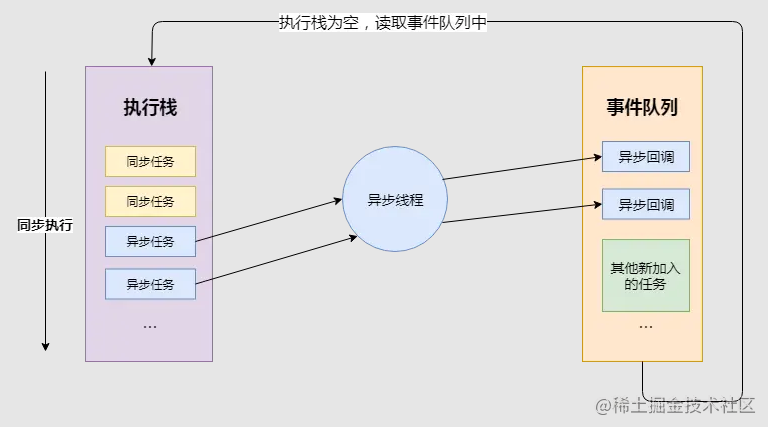 执行栈为空，读取事件队列中
执行栈
同步任务
同步任务
异步任务
异步任务
...
同步执行
异步线程
事件队列
异步回调
异步回调
其他新加入
的任务
...
@稀土掘金技术社区